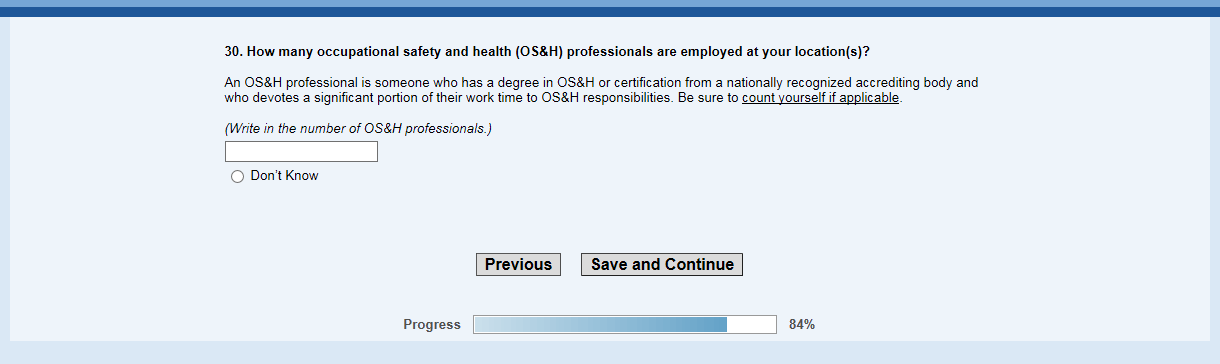 30. How many occupational safety and health (OS&H) professionals are employed at your location(s)?
An OS&H professional is someone who has a degree in OS&H or certification from a nationally recognized accrediting body and
who devotes a significant portion of their work time to OS&H responsibilities. Be sure to count yourself if applicable.
(Write in the number of OS&H professionals.)
Don't Know
Previous Save and Continue
Progress 84%